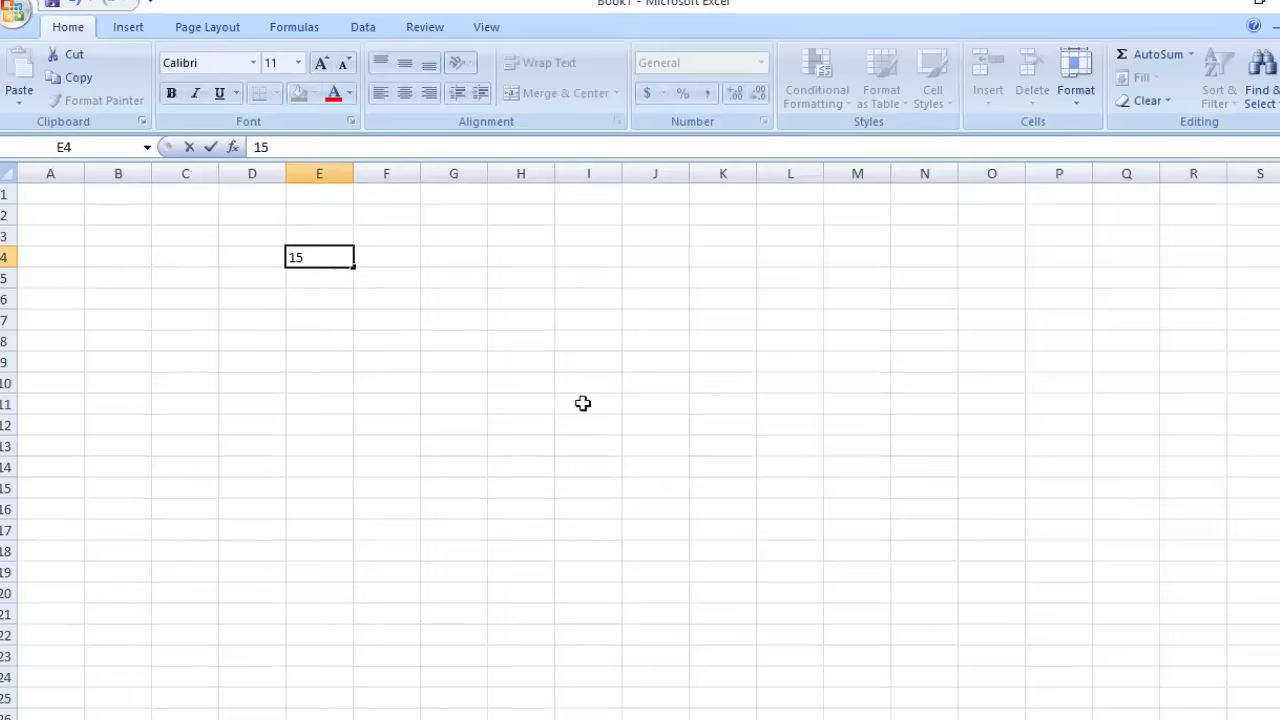 Book1 - Microsoft Excel
Home Insert Page Layout Formulas Data Review View
Paste
Cut
Copy
Format Painter
Clipboard
Calibri 11
B I U
Font
Wrap Text
Merge & Center
Alignment
General
$ % ,
Number
Conditional Formatting
Format as Table
Cell Styles
Styles
Insert
Delete
Format
Cells
AutoSum
Fill
Clear
Sort & Filter
Find & Select
Editing
E4 fx 15
A B C D E F G H I J K L M N O P Q R S
1
2
3
4 15
5
6
7
8
9
10
11
12
13
14
15
16
17
18
19
20
21
22
23
24
25
26